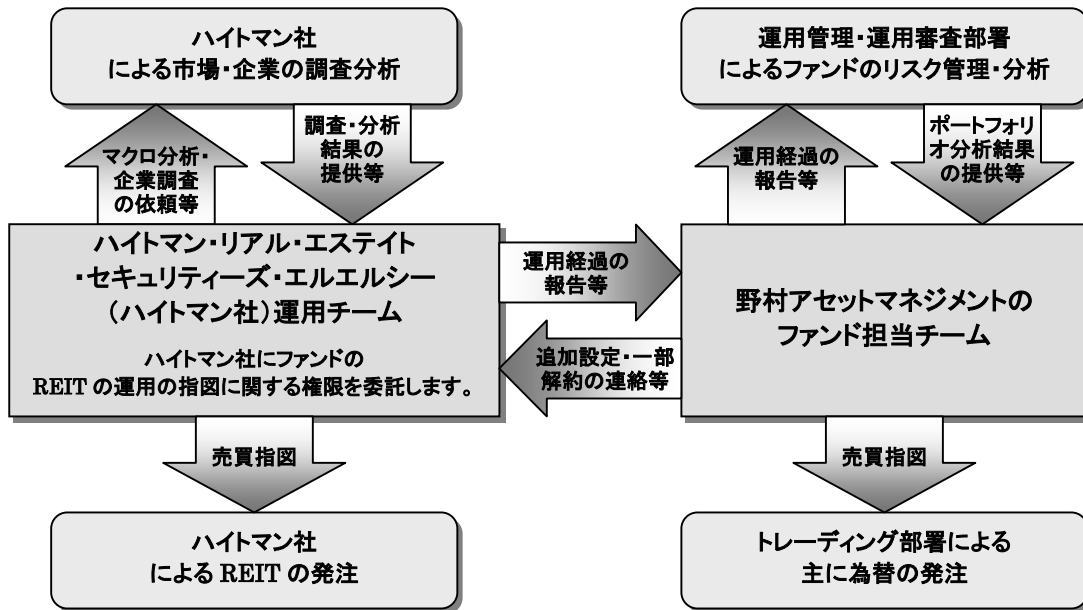 ハイトマン社
による市場・企業の調査分析
運用管理・運用審査部署
によるファンドのリスク管理・分析
マクロ分析・
企業調査
の依頼等
調査・分析
結果の
提供等
運用経過の
報告等
ポートフォリ
オ分析結果
の提供等
ハイトマン・リアル・エステイト
・セキュリティーズ・エルエルシー
（ハイトマン社）運用チーム
ハイトマン社にファンドの
REIT の運用の指図に関する権限を委託します。
運用経過の
報告等
追加設定・一部
解約の連絡等
野村アセットマネジメントの
ファンド担当チーム
売買指図
売買指図
ハイトマン社
による REIT の発注
トレーディング部署による
主に為替の発注